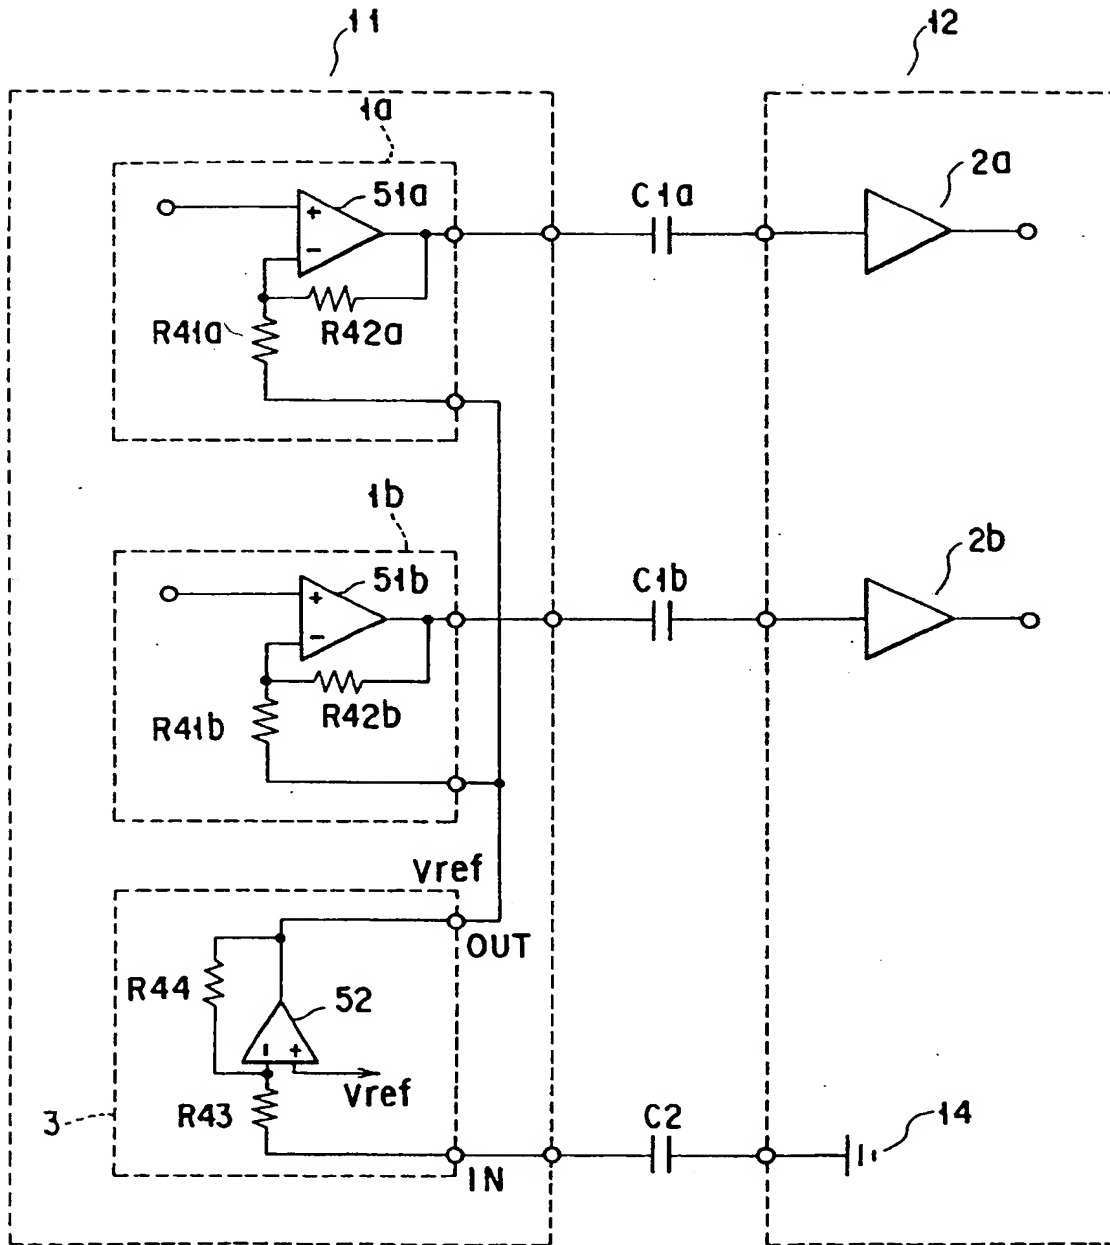 11
12
1a
51a
+
-
R41a
R42a
C1a
2a
1b
51b
+
-
R41b
R42b
C1b
2b
Vref
OUT
R44
52
- +
Vref
R43
3
IN
C2
14